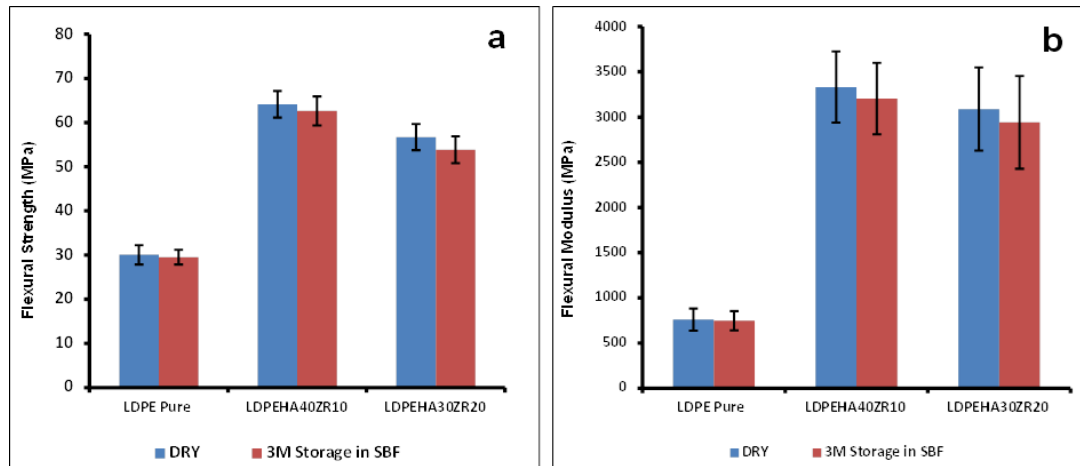 a
Flexural Strength (MPa)
80
70
60
50
40
30
20
10
0
LDPE Pure LDPEHA40ZR10 LDPEHA30ZR20
DRY 3M Storage in SBF
b
Flexural Modulus (MPa)
4000
3500
3000
2500
2000
1500
1000
500
0
LDPE Pure LDPEHA40ZR10 LDPEHA30ZR20
DRY 3M Storage in SBF